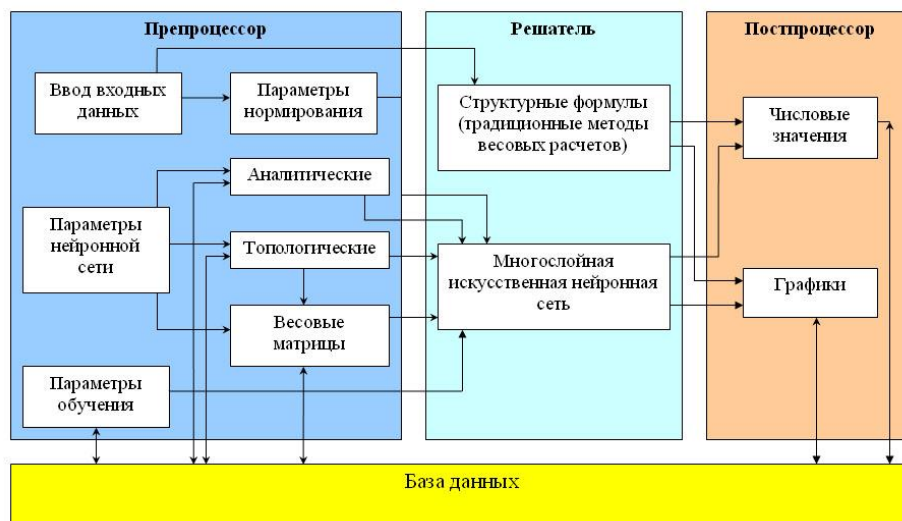 Препроцессор
Ввод входных
данных
Параметры
нормирования
Аналитические
Параметры
нейронной
сети
Топологические
Весовые
матрицы
Параметры
обучения
Решатель
Структурные формулы
(традиционные методы
весовых расчетов)
Многослойная
искусственная нейронная
сеть
Постпроцессор
Числовые
значения
Графики
База данных